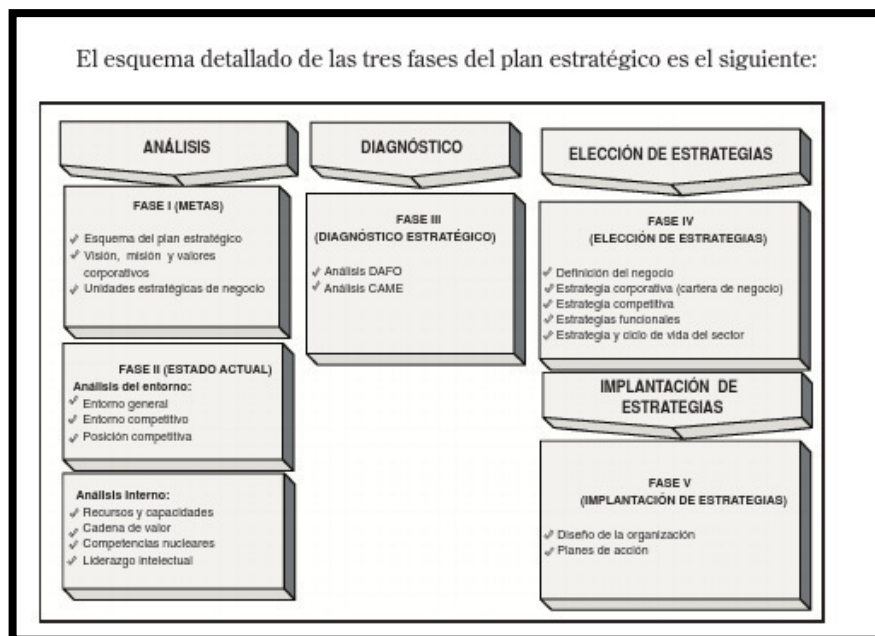 El esquema detallado de las tres fases del plan estratégico es el siguiente:
ANÁLISIS
FASE I (METAS)
Esquema del plan estratégico
Visión, misión y valores
corporativos
Unidades estratégicas de negocio
FASE II (ESTADO ACTUAL)
Análisis del entorno:
Entorno general
Entorno competitivo
Posición competitiva
Análisis Interno:
Recursos y capacidades
Cadena de valor
Competencias nucleares
Liderazgo intelectual
DIAGNÓSTICO
FASE III
(DIAGNÓSTICO ESTRATÉGICO)
Análisis DAFO
Análisis CAME
ELECCIÓN DE ESTRATEGIAS
FASE IV
(ELECCIÓN DE ESTRATEGIAS)
Definición del negocio
Estrategia corporativa (cartera de negocio)
Estrategia competitiva
Estrategias funcionales
Estrategia y ciclo de vida del sector
IMPLANTACIÓN DE
ESTRATEGIAS
FASE V
(IMPLANTACIÓN DE ESTRATEGIAS)
Diseño de la organización
Planes de acción